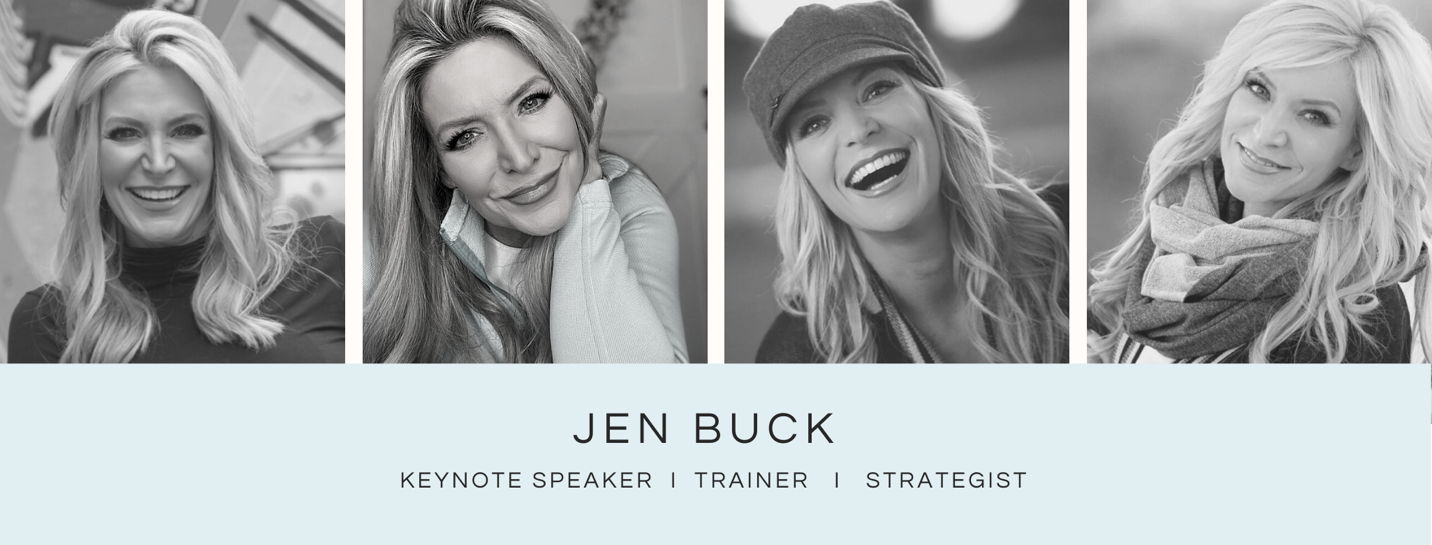 JEN BUCK
KEYNOTE SPEAKER I TRAINER I STRATEGIST